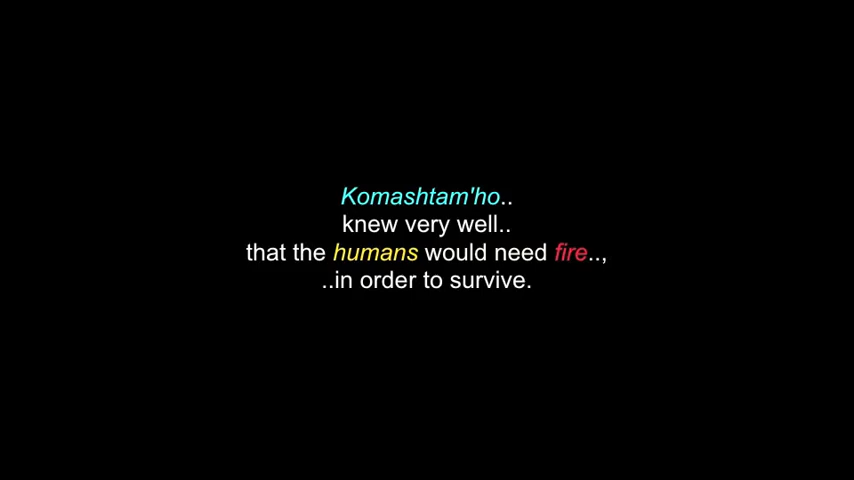 Komashtam'ho..
knew very well..
that the humans would need fire..,
..in order to survive.